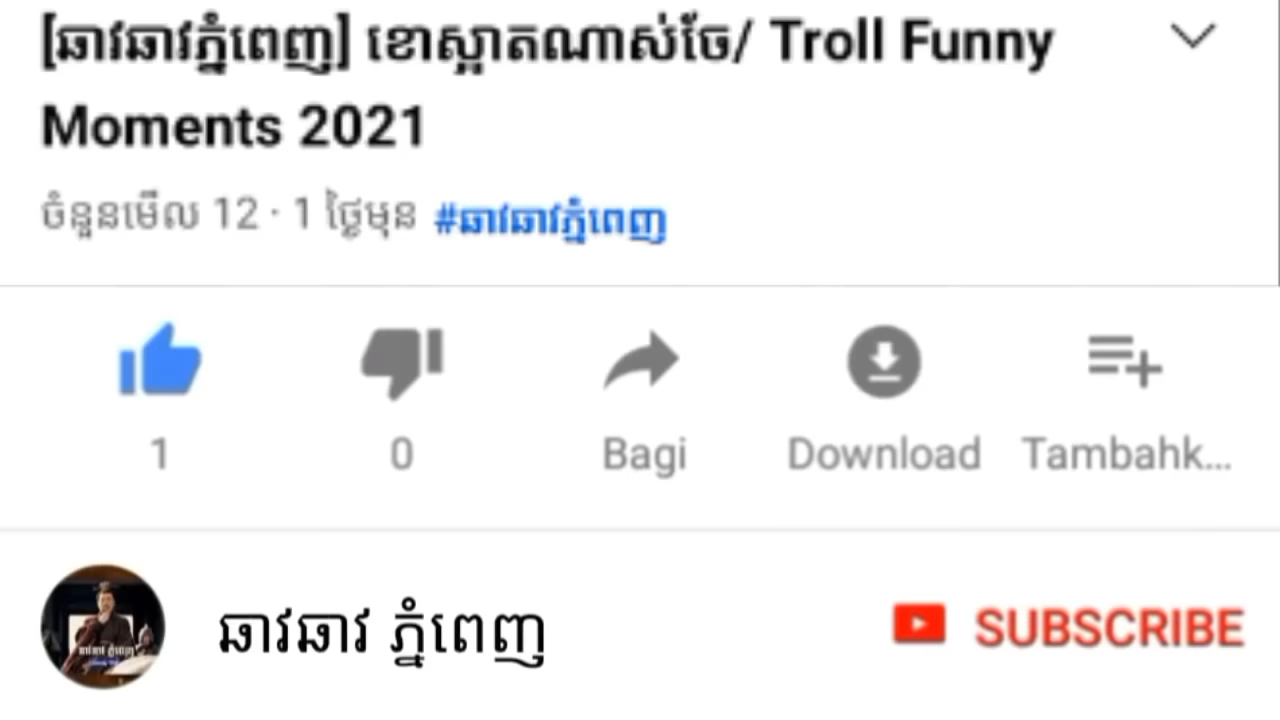 [ឆាវឆាវភ្នំពេញ] ខោស្អាតណាស់ចែ/ Troll Funny
Moments 2021
ចំនួនមើល 12 · 1 ថ្ងៃមុន #ឆាវឆាវភ្នំពេញ
1
0
Bagi
Download
Tambahk...
ឆាវឆាវ ភ្នំពេញ
SUBSCRIBE